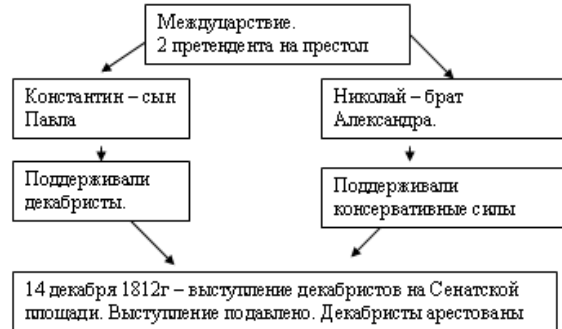 Междуцарствие.
2 претендента на престол
Константин – сын
Павла
Николай – брат
Александра.
Поддерживали
декабристы.
Поддерживали
консервативные силы
14 декабря 1812г – выступление декабристов на Сенатской
площади. Выступление подавлено. Декабристы арестованы